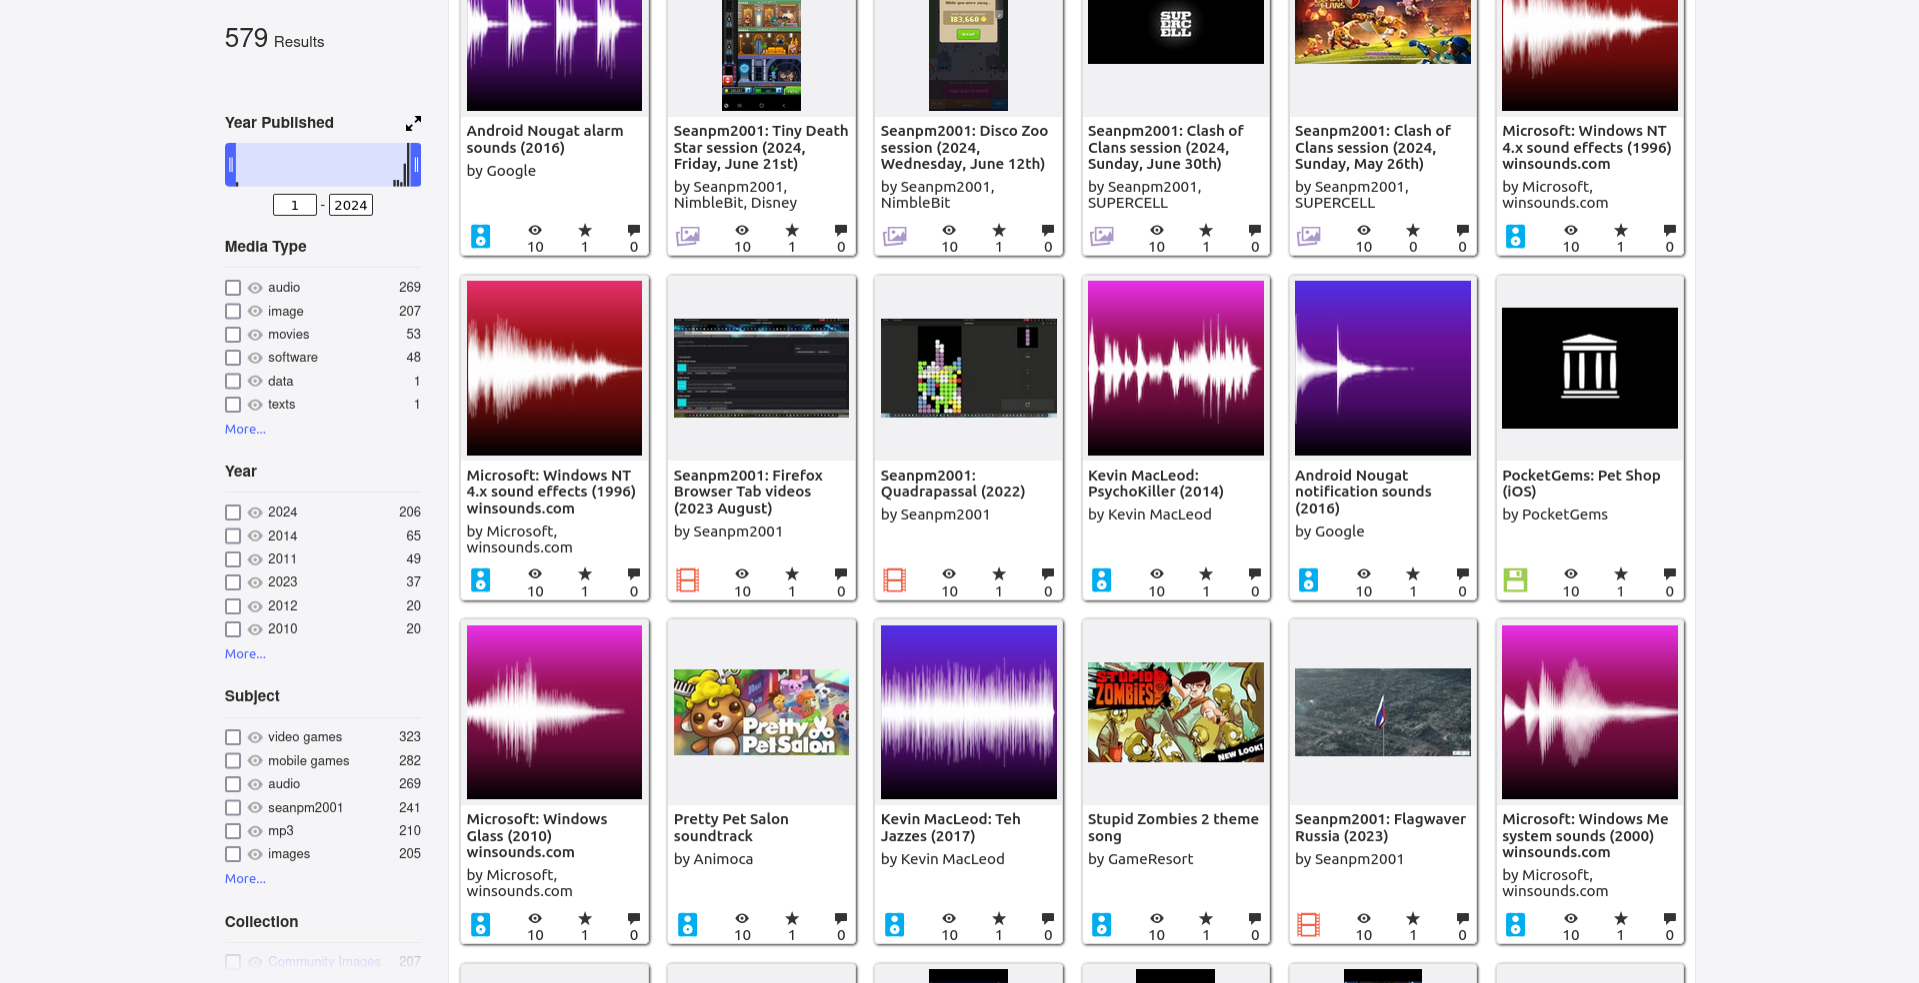 579 Results
Year Published
1 - 2024
Media Type
audio 269
image 207
movies 53
software 48
data 1
texts 1
More...
Year
2024 206
2014 65
2011 49
2023 37
2012 20
2010 20
More...
Subject
video games 323
mobile games 282
audio 269
seanpm2001 241
mp3 210
images 205
More...
Collection
Community Images 207
Android Nougat alarm
sounds (2016)
by Google
10 1 0
183,660
Seanpm2001: Tiny Death
Star session (2024,
Friday, June 21st)
by Seanpm2001,
NimbleBit, Disney
10 1 0
Seanpm2001: Disco Zoo
session (2024,
Wednesday, June 12th)
by Seanpm2001,
NimbleBit
10 1 0
SUP
ERC
ELL
Seanpm2001: Clash of
Clans session (2024,
Sunday, June 30th)
by Seanpm2001,
SUPERCELL
10 1 0
Seanpm2001: Clash of
Clans session (2024,
Sunday, May 26th)
by Seanpm2001,
SUPERCELL
10 0 0
Microsoft: Windows NT
4.x sound effects (1996)
winsounds.com
by Microsoft,
winsounds.com
10 1 0
Microsoft: Windows NT
4.x sound effects (1996)
winsounds.com
by Microsoft,
winsounds.com
10 1 0
Seanpm2001: Firefox
Browser Tab videos
(2023 August)
by Seanpm2001
10 1 0
Seanpm2001:
Quadrapassal (2022)
by Seanpm2001
10 1 0
Kevin MacLeod:
PsychoKiller (2014)
by Kevin MacLeod
10 1 0
Android Nougat
notification sounds
(2016)
by Google
10 1 0
PocketGems: Pet Shop
(iOS)
by PocketGems
10 1 0
Microsoft: Windows
Glass (2010)
winsounds.com
by Microsoft,
winsounds.com
10 1 0
Pretty
Pet Salon
Pretty Pet Salon
soundtrack
by Animoca
10 1 0
Kevin MacLeod: Teh
Jazzes (2017)
by Kevin MacLeod
10 1 0
STUPID
ZOMBIES
NEW LOOK!
Stupid Zombies 2 theme
song
by GameResort
10 1 0
Seanpm2001: Flagwaver
Russia (2023)
by Seanpm2001
10 1 0
Microsoft: Windows Me
system sounds (2000)
winsounds.com
by Microsoft,
winsounds.com
10 1 0